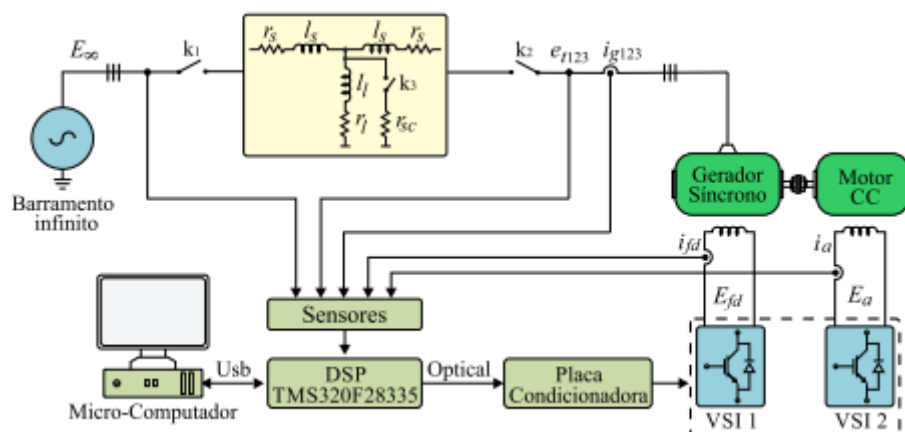 E∞
k1
rs ls ls rs
ll
k3
rl
rsc
k2
et123
ig123
Barramento
infinito
Gerador
Síncrono
Motor
CC
ifd
ia
Efd
Ea
Sensores
Usb
DSP
TMS320F28335
Optical
Placa
Condicionadora
Micro-Computador
VSI 1
VSI 2